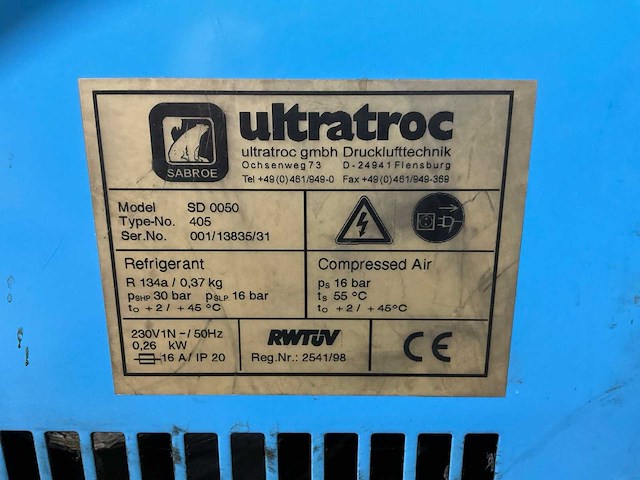 SABROE
ultratroc
ultratroc gmbh Drucklufttechnik
Ochsenweg 73 D-24941 Flensburg
Tel +49(0)461/949-0 Fax +49(0)461/949-369
Model SD 0050
Type-No. 405
Ser.No. 001/13835/31
Refrigerant
R 134a / 0,37 kg
pSHP 30 bar pSLP 16 bar
to +2/ +45°C
Compressed Air
ps 16 bar
ts 55 °C
to +2/ +45°C
230V1N~/50Hz
0,26 kW
16 A/ IP 20
RWTÜV
Reg.Nr.: 2541/98
CE